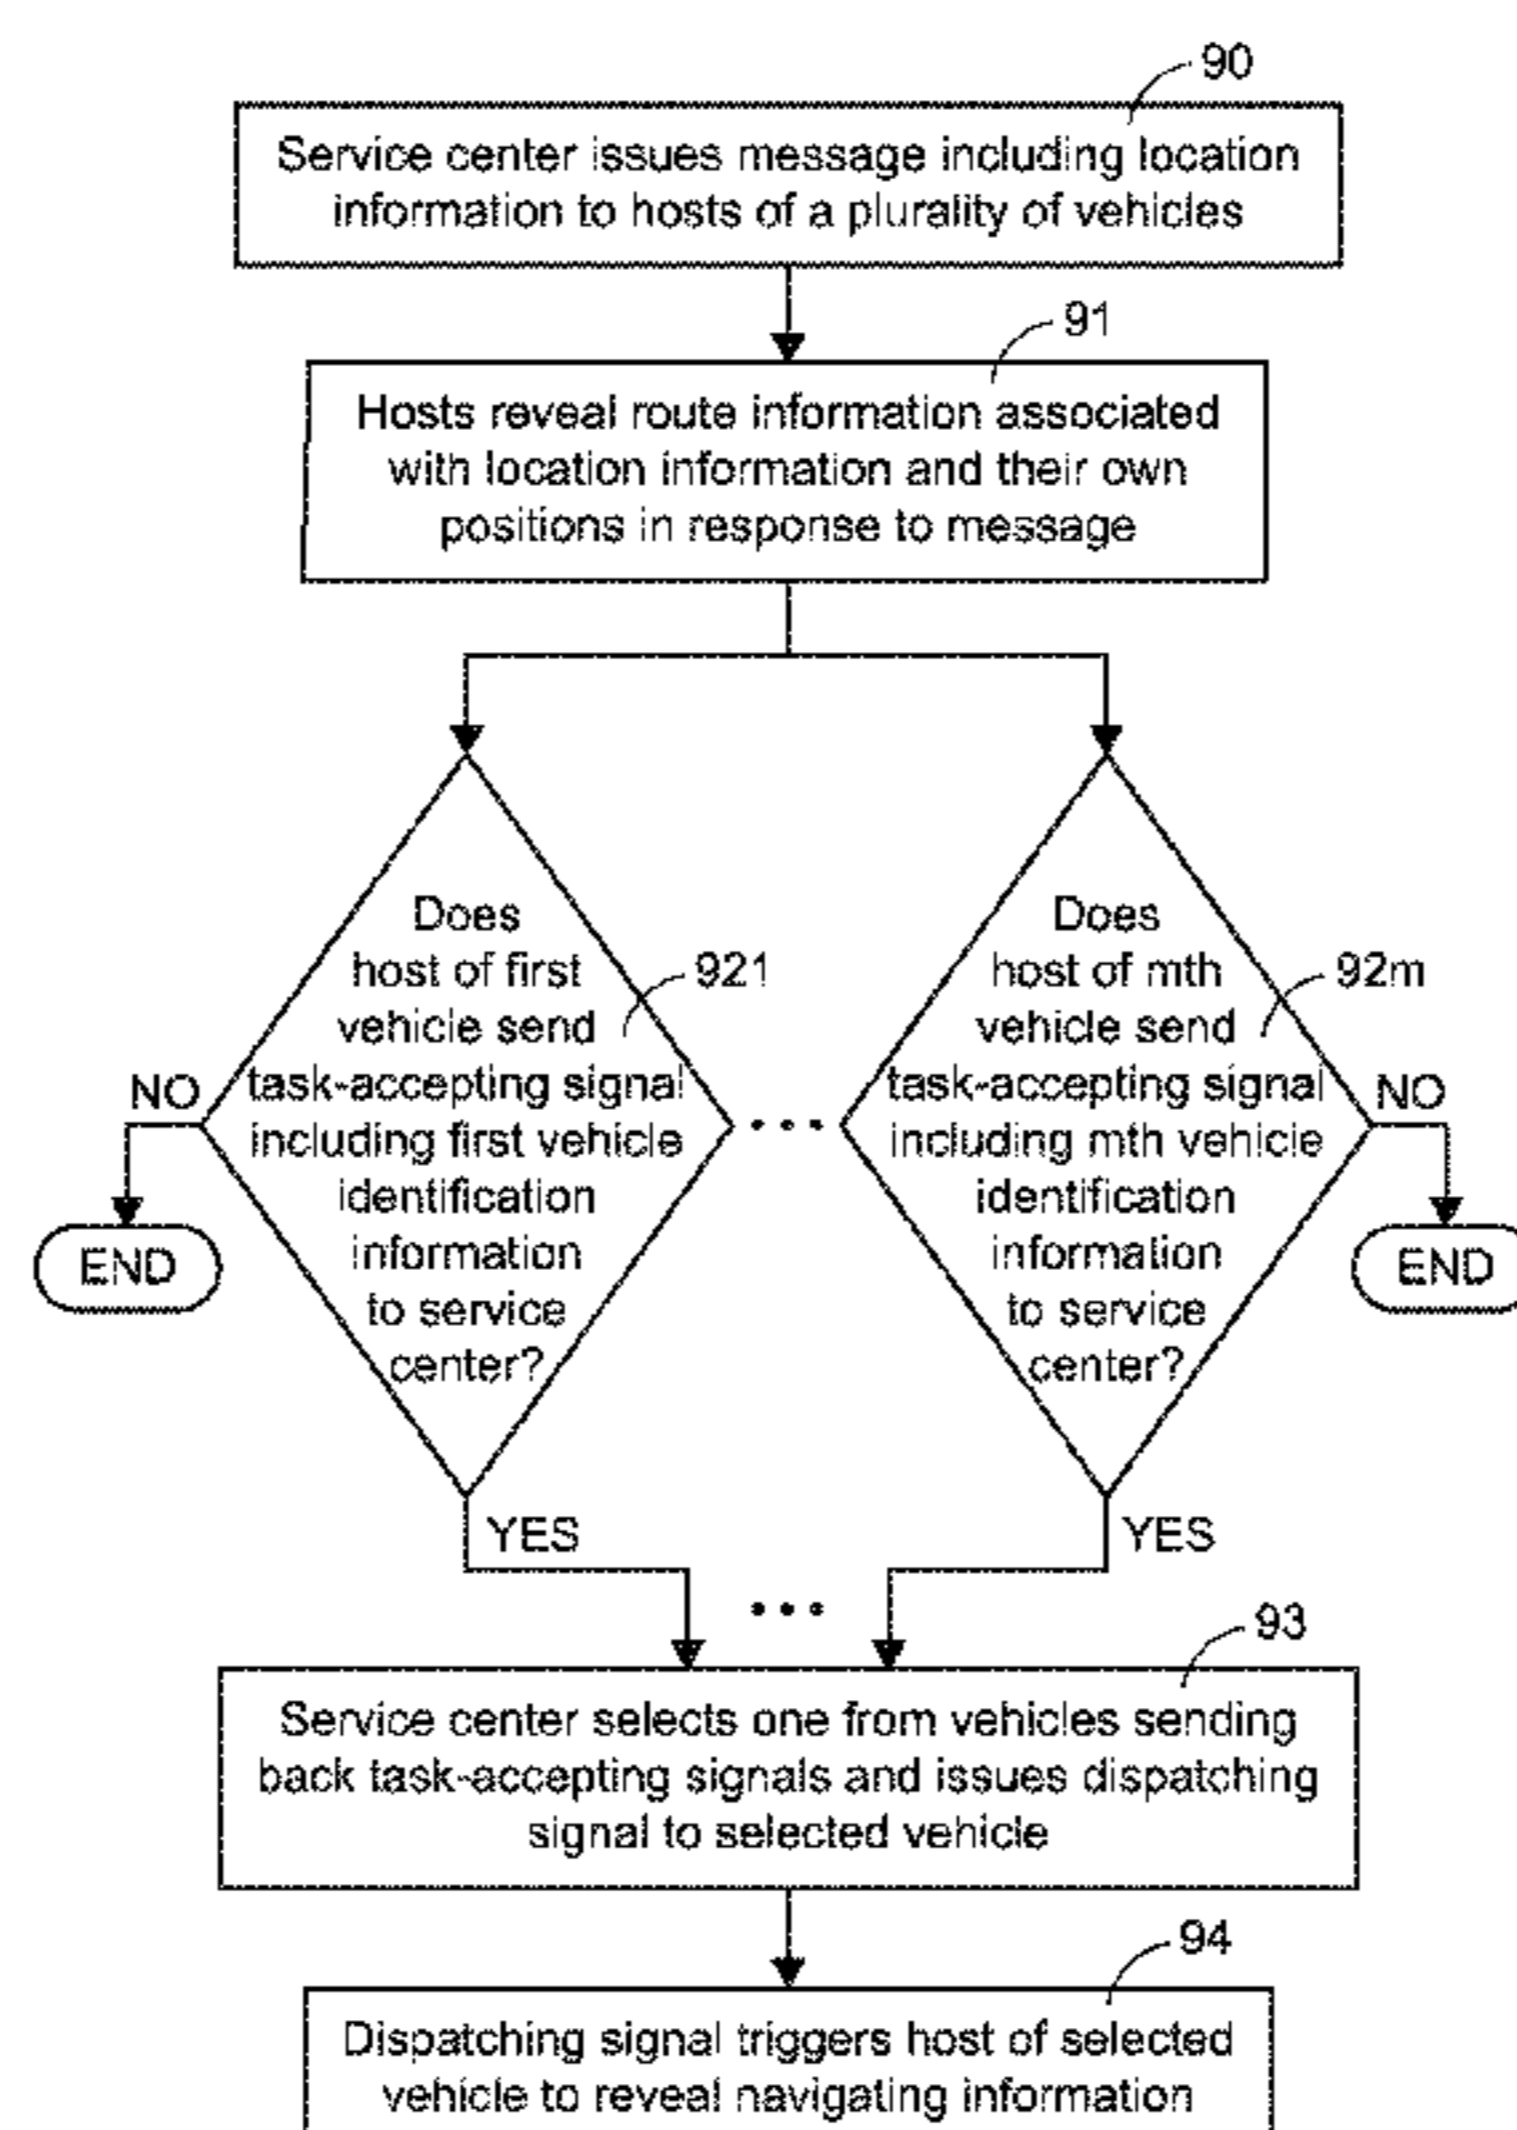 90
Service center issues message including location
information to hosts of a plurality of vehicles
91
Hosts reveal route information associated
with location information and their own
positions in response to message
Does
host of first
vehicle send
task-accepting signal
including first vehicle
identification
information
to service
center?
921
NO
END
YES
...
Does
host of mth
vehicle send
task-accepting signal
including mth vehicle
identification
information
to service
center?
92m
NO
END
YES
...
93
Service center selects one from vehicles sending
back task-accepting signals and issues dispatching
signal to selected vehicle
94
Dispatching signal triggers host of selected
vehicle to reveal navigating information